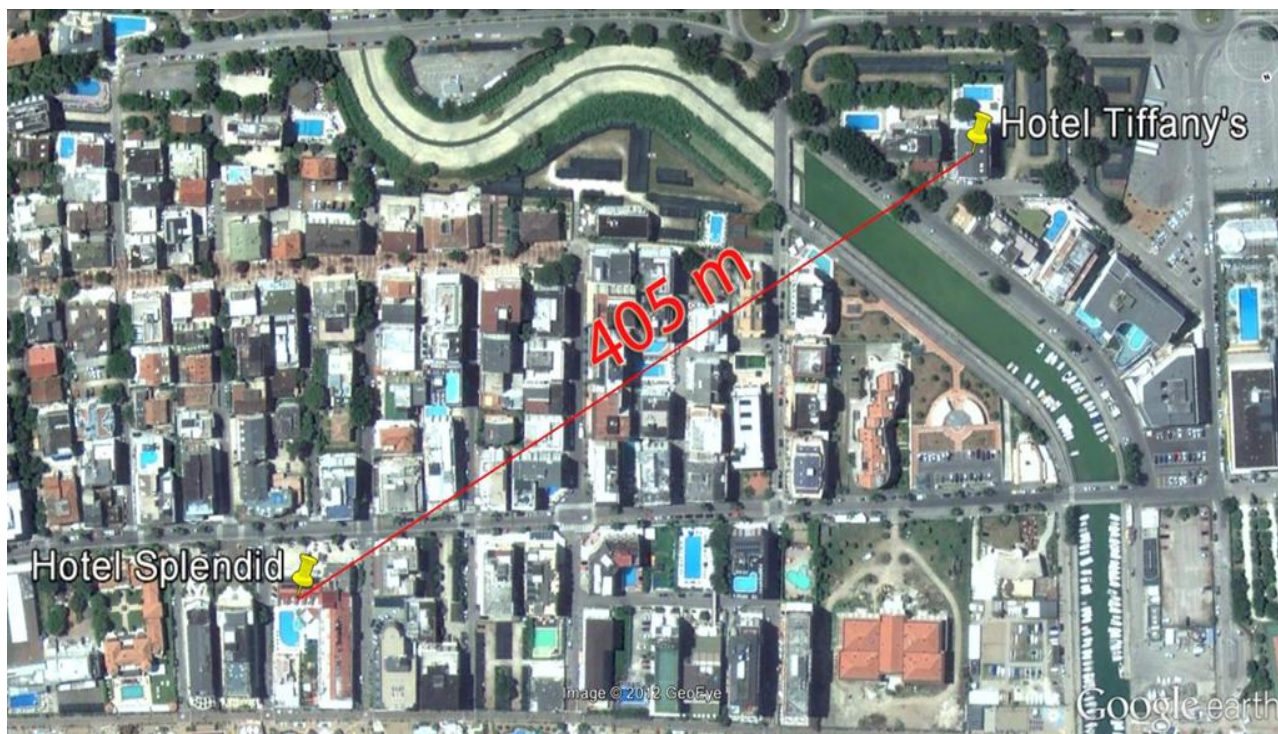 Hotel Tiffany's
405 m
Hotel Splendid
Image © 2012 GeoEye
Google earth